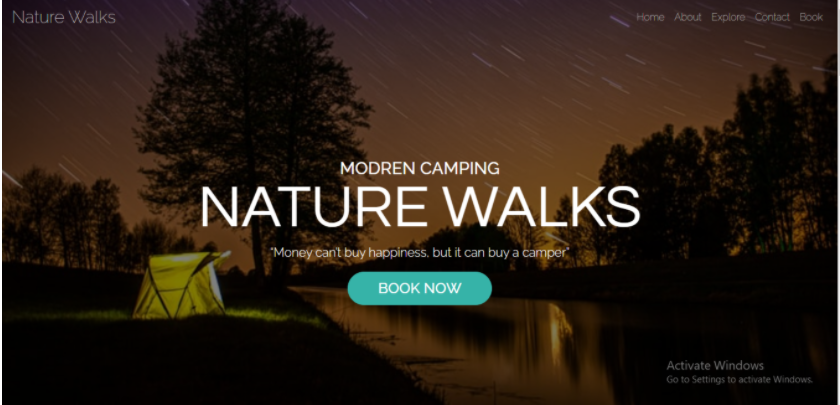 Nature Walks
Home About Explore Contact Book
MODREN CAMPING
NATURE WALKS
"Money can't buy happiness, but it can buy a camper"
BOOK NOW
Activate Windows
Go to Settings to activate Windows.